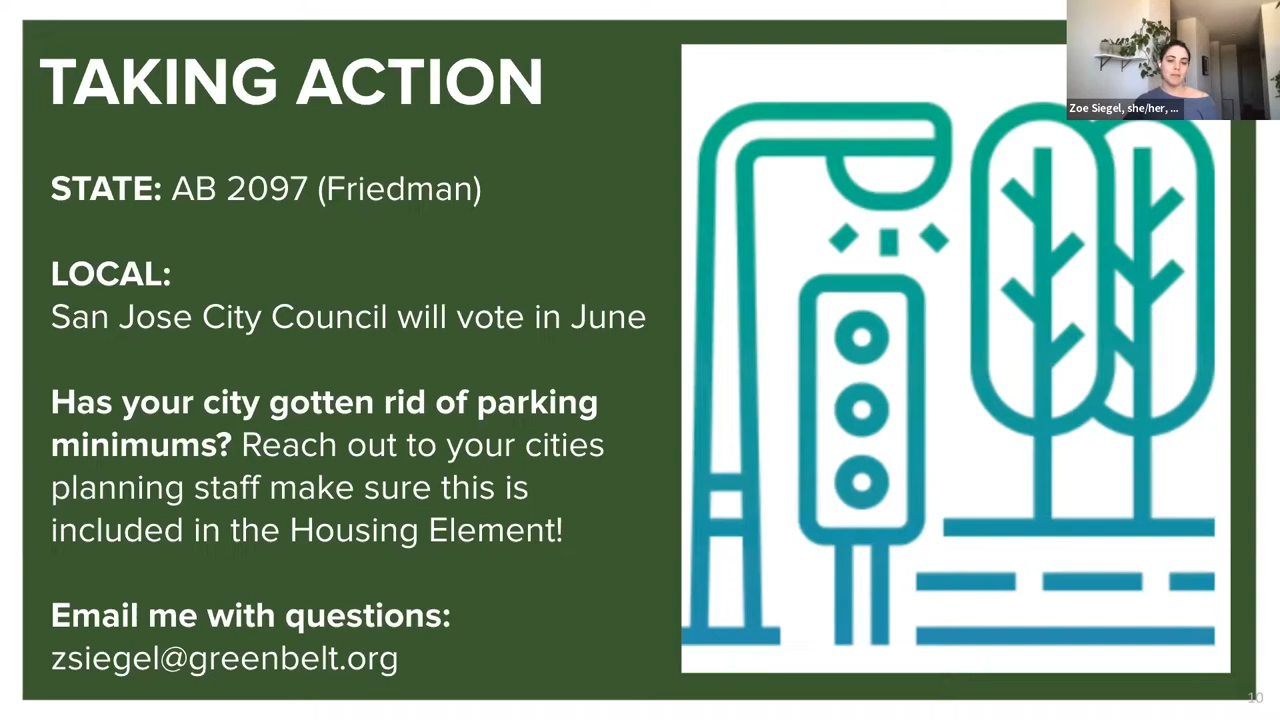 TAKING ACTION
STATE: AB 2097 (Friedman)
LOCAL:
San Jose City Council will vote in June
Has your city gotten rid of parking
minimums? Reach out to your cities
planning staff make sure this is
included in the Housing Element!
Email me with questions:
zsiegel@greenbelt.org
Zoe Siegel, she/her, ...
10